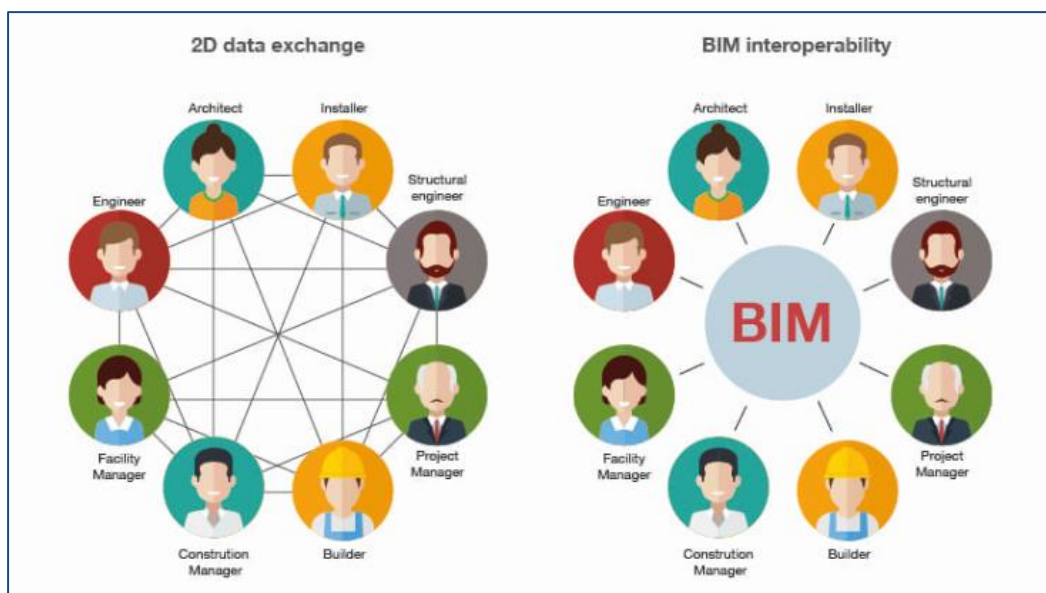 2D data exchange
BIM interoperability
Architect
Installer
Structural
engineer
Engineer
Facility
Manager
Project
Manager
Constrution
Manager
Builder
Architect
Installer
Structural
engineer
Engineer
BIM
Facility
Manager
Project
Manager
Constrution
Manager
Builder